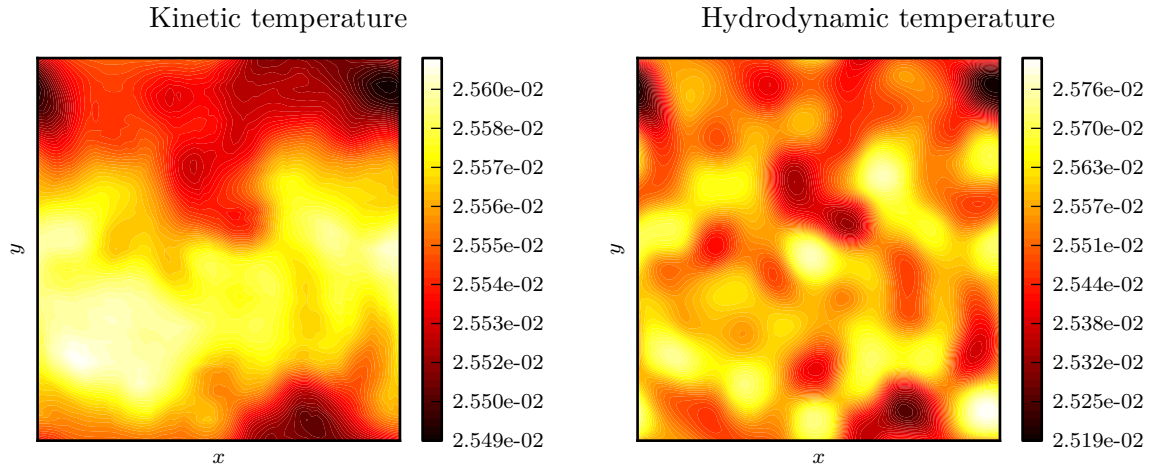 Kinetic temperature
y
x
2.560e-02
2.558e-02
2.557e-02
2.556e-02
2.555e-02
2.554e-02
2.553e-02
2.552e-02
2.550e-02
2.549e-02
Hydrodynamic temperature
y
x
2.576e-02
2.570e-02
2.563e-02
2.557e-02
2.551e-02
2.544e-02
2.538e-02
2.532e-02
2.525e-02
2.519e-02